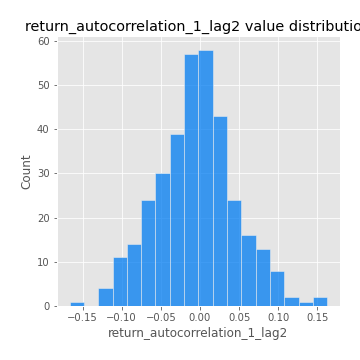 return_autocorrelation_1_lag2 value distributio
60
50
40
30
20
10
0
Count
−0.15 −0.10 −0.05 0.00 0.05 0.10 0.15
return_autocorrelation_1_lag2